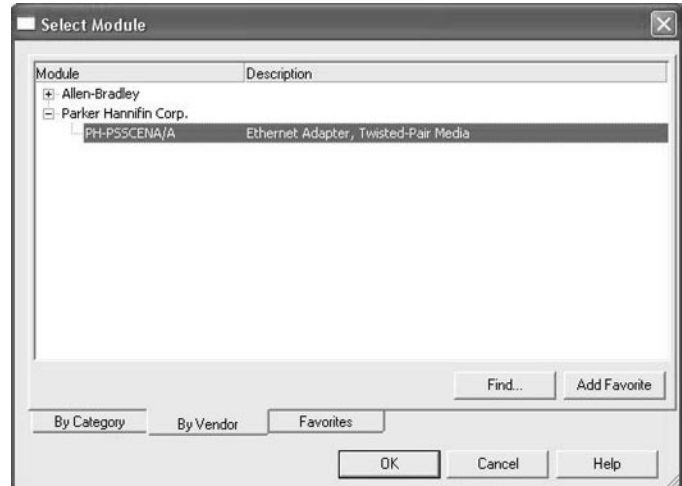 Select Module
Module Description
Allen-Bradley
Parker Hannifin Corp.
PH-PSSCENA/A Ethernet Adapter, Twisted-Pair Media
Find... Add Favorite
By Category By Vendor Favorites
OK Cancel Help